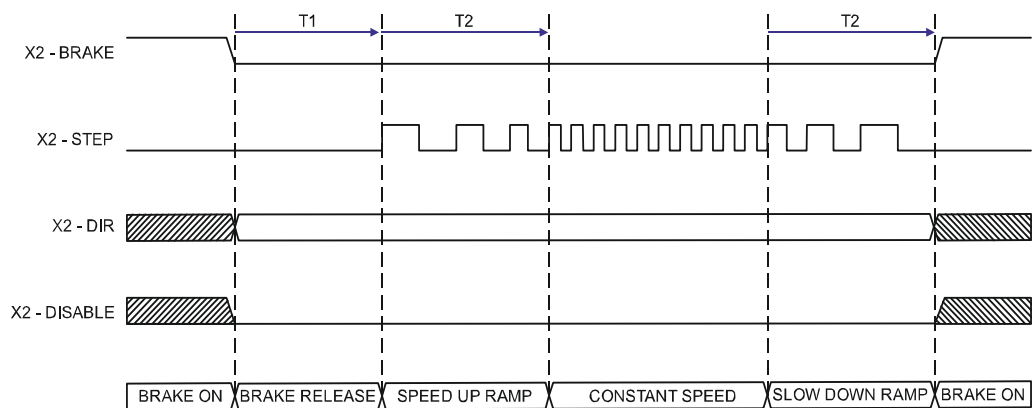 T1
T2
T2
X2 - BRAKE
X2 - STEP
X2 - DIR
X2 - DISABLE
BRAKE ON
BRAKE RELEASE
SPEED UP RAMP
CONSTANT SPEED
SLOW DOWN RAMP
BRAKE ON